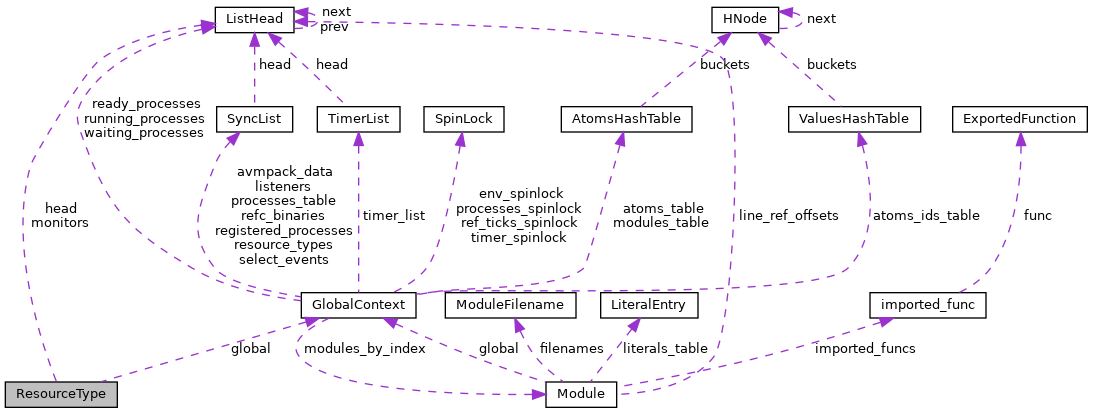 ListHead
next
prev
HNode
next
head
head
buckets
buckets
ready_processes
running_processes
waiting_processes
SyncList
TimerList
SpinLock
AtomsHashTable
ValuesHashTable
ExportedFunction
head
monitors
avmpack_data
listeners
processes_table
refc_binaries
registered_processes
resource_types
select_events
timer_list
env_spinlock
processes_spinlock
ref_ticks_spinlock
timer_spinlock
atoms_table
modules_table
line_ref_offsets
atoms_ids_table
func
GlobalContext
ModuleFilename
LiteralEntry
imported_func
global
modules_by_index
global
filenames
literals_table
imported_funcs
ResourceType
Module